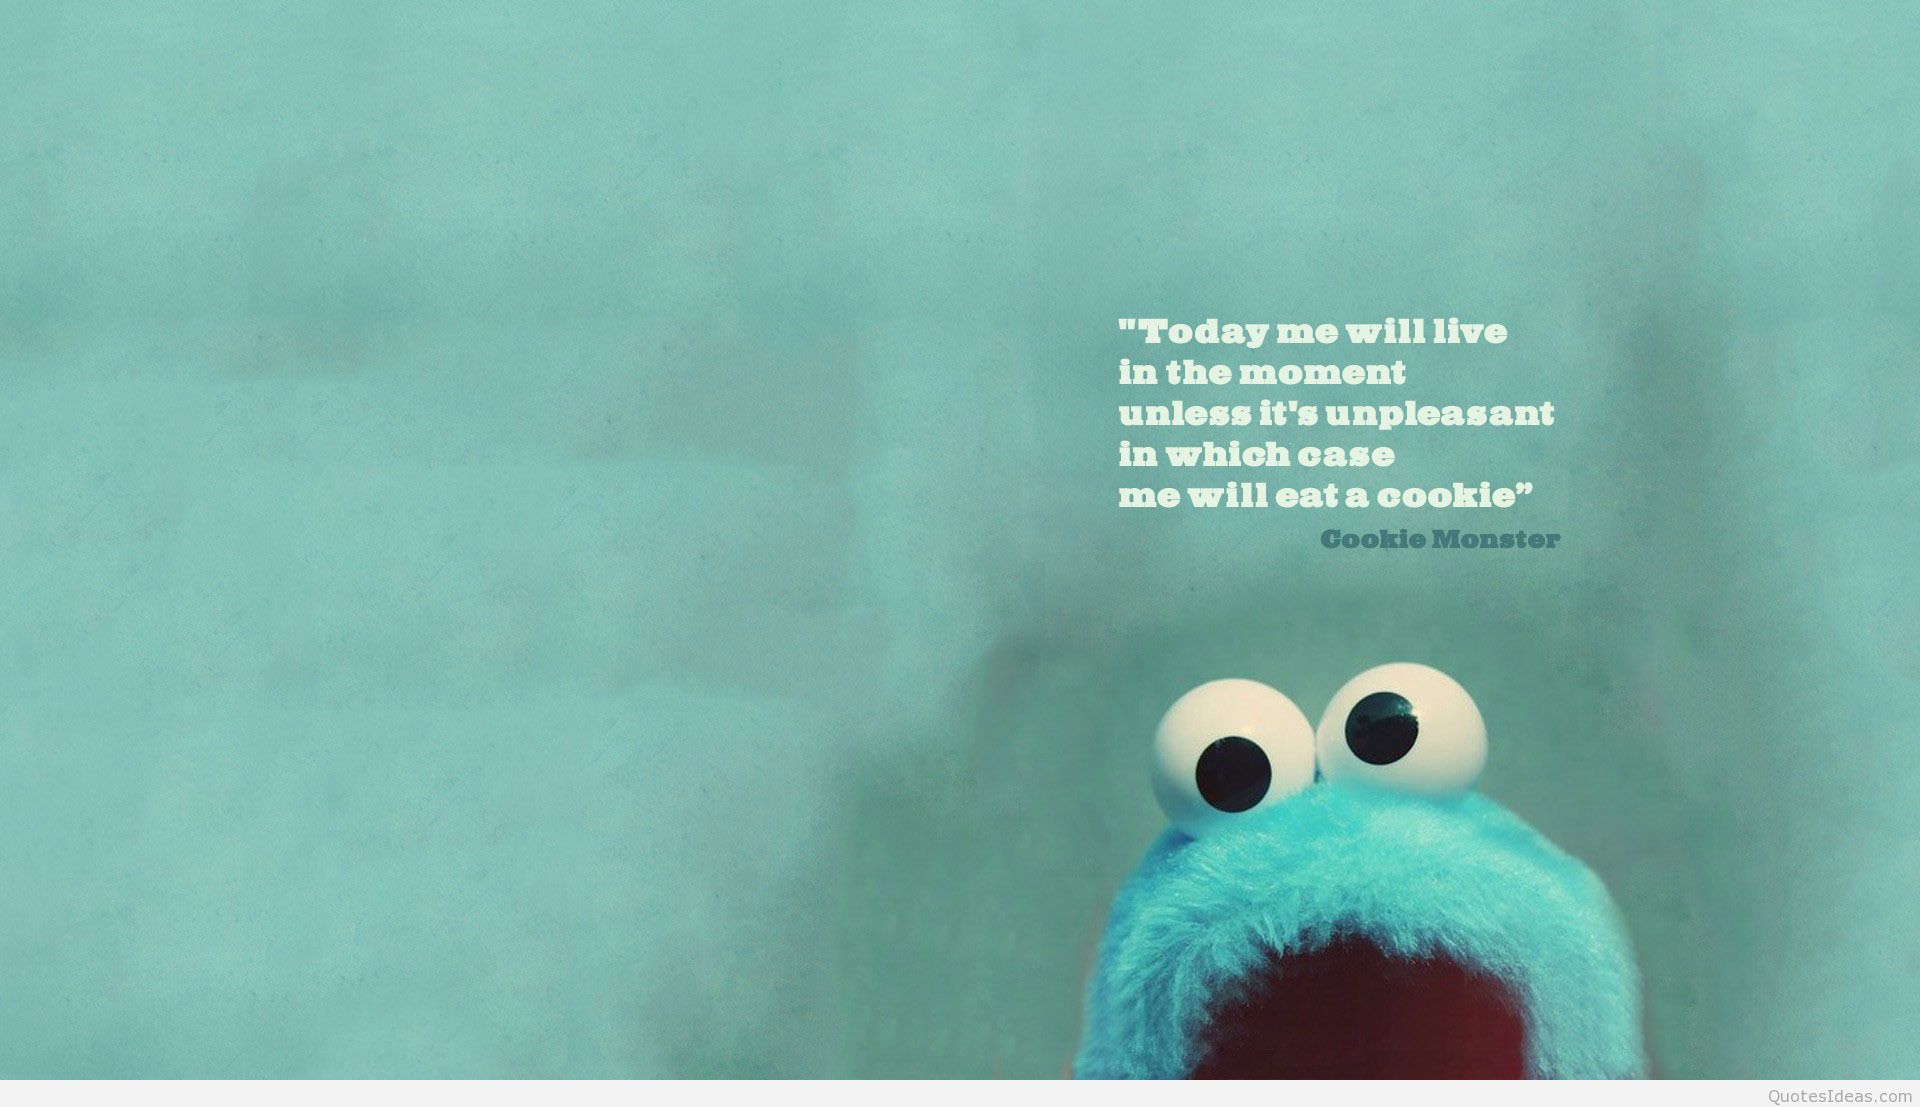 "Today me will live
in the moment
unless it's unpleasant
in which case
me will eat a cookie”
Cookie Monster
QuotesIdeas.com